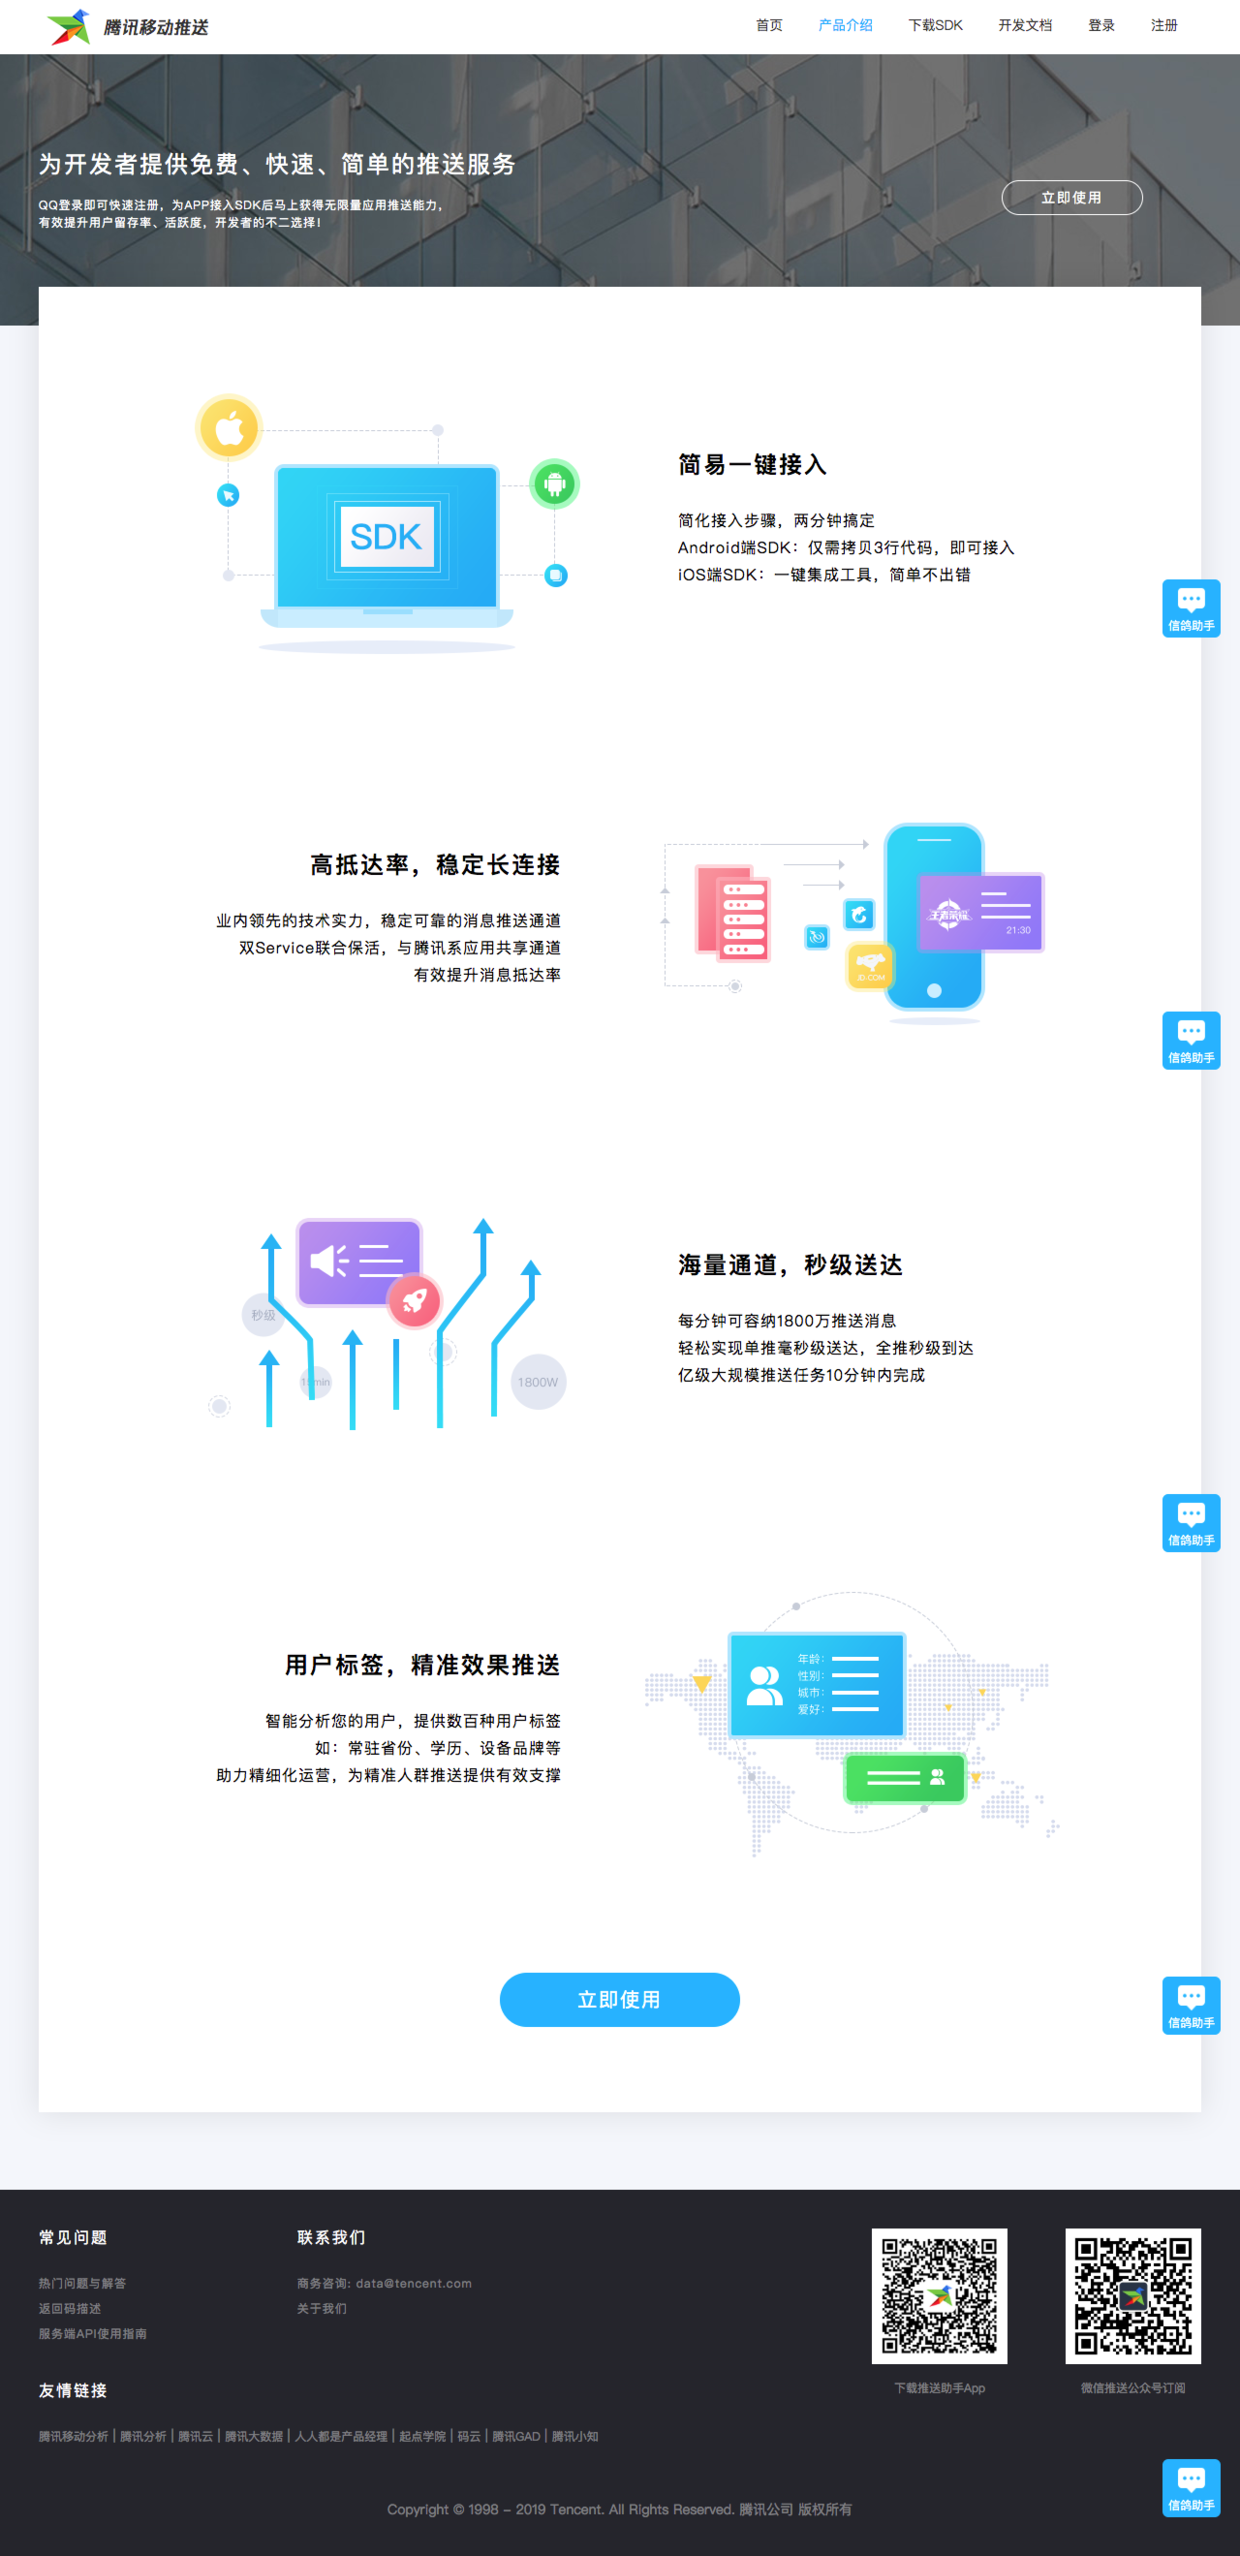 腾讯移动推送
首页 产品介绍 下载SDK 开发文档 登录 注册
为开发者提供免费、快速、简单的推送服务
QQ登录即可快速注册，为APP接入SDK后马上获得无限量应用推送能力，
有效提升用户留存率、活跃度，开发者的不二选择！
立即使用
SDK
简易一键接入
简化接入步骤，两分钟搞定
Android端SDK：仅需拷贝3行代码，即可接入
iOS端SDK：一键集成工具，简单不出错
信鸽助手
高抵达率，稳定长连接
业内领先的技术实力，稳定可靠的消息推送通道
双Service联合保活，与腾讯系应用共享通道
有效提升消息抵达率
王者荣耀
21:30
JD.COM
信鸽助手
秒级
1800W
海量通道，秒级送达
每分钟可容纳1800万推送消息
轻松实现单推毫秒级送达，全推秒级到达
亿级大规模推送任务10分钟内完成
信鸽助手
用户标签，精准效果推送
智能分析您的用户，提供数百种用户标签
如：常驻省份、学历、设备品牌等
助力精细化运营，为精准人群推送提供有效支撑
年龄：
性别：
城市：
爱好：
立即使用
信鸽助手
常见问题
热门问题与解答
返回码描述
服务端API使用指南
联系我们
商务咨询: data@tencent.com
关于我们
下载推送助手App
微信推送公众号订阅
友情链接
腾讯移动分析 | 腾讯分析 | 腾讯云 | 腾讯大数据 | 人人都是产品经理 | 起点学院 | 码云 | 腾讯GAD | 腾讯小知
信鸽助手
Copyright © 1998 - 2019 Tencent. All Rights Reserved. 腾讯公司 版权所有